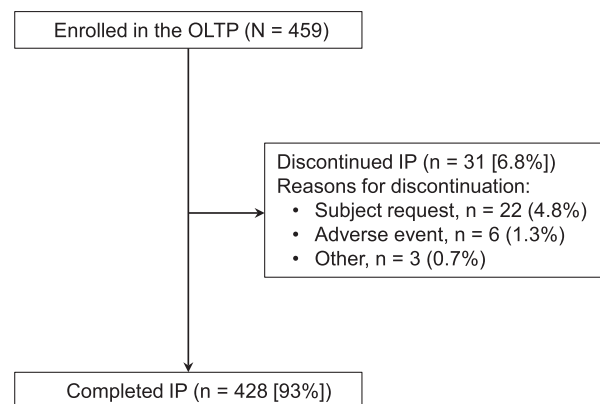 Enrolled in the OLTP (N = 459)
Discontinued IP (n = 31 [6.8%])
Reasons for discontinuation:
• Subject request, n = 22 (4.8%)
• Adverse event, n = 6 (1.3%)
• Other, n = 3 (0.7%)
Completed IP (n = 428 [93%])